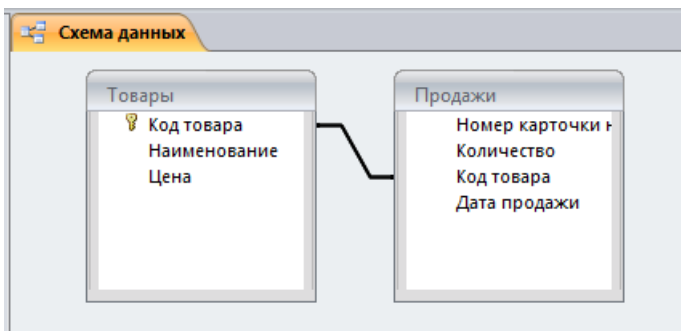 Схема данных
Товары
Код товара
Наименование
Цена
Продажи
Номер карточки
Количество
Код товара
Дата продажи